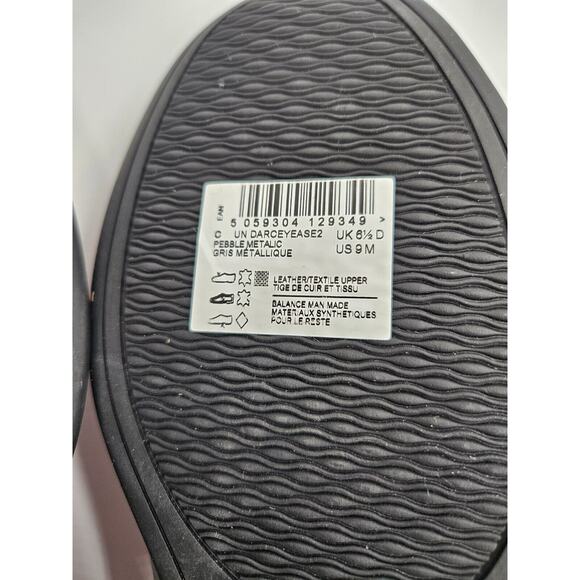 EAN
5 059304 129349 >
C UN DARCEYEASE2 UK 6½ D
PEBBLE METALIC US 9 M
GRIS MÉTALLIQUE
LEATHER/TEXTILE UPPER
TIGE DE CUIR ET TISSU
BALANCE MAN MADE
MATERIAUX SYNTHÉTIQUES
POUR LE RESTE